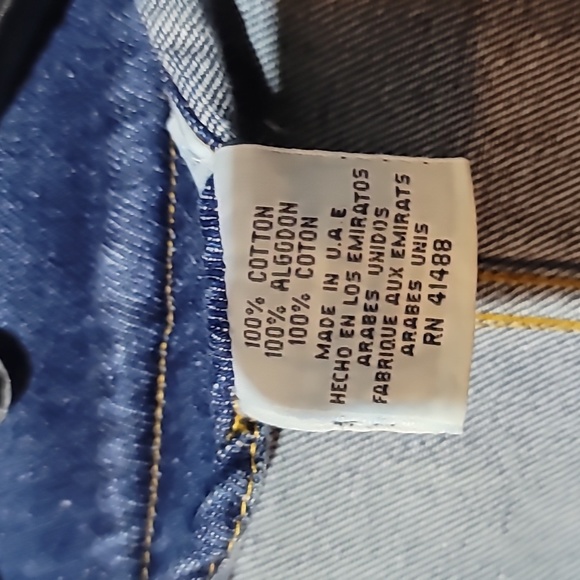 100% COTTON
100% ALGODON
100% COTON
MADE IN U.A E
HECHO EN LOS EMIRATOS
ARABES UNIDOS
FABRIQUE AUX EMIRATS
ARABES UNIS
RN 41488